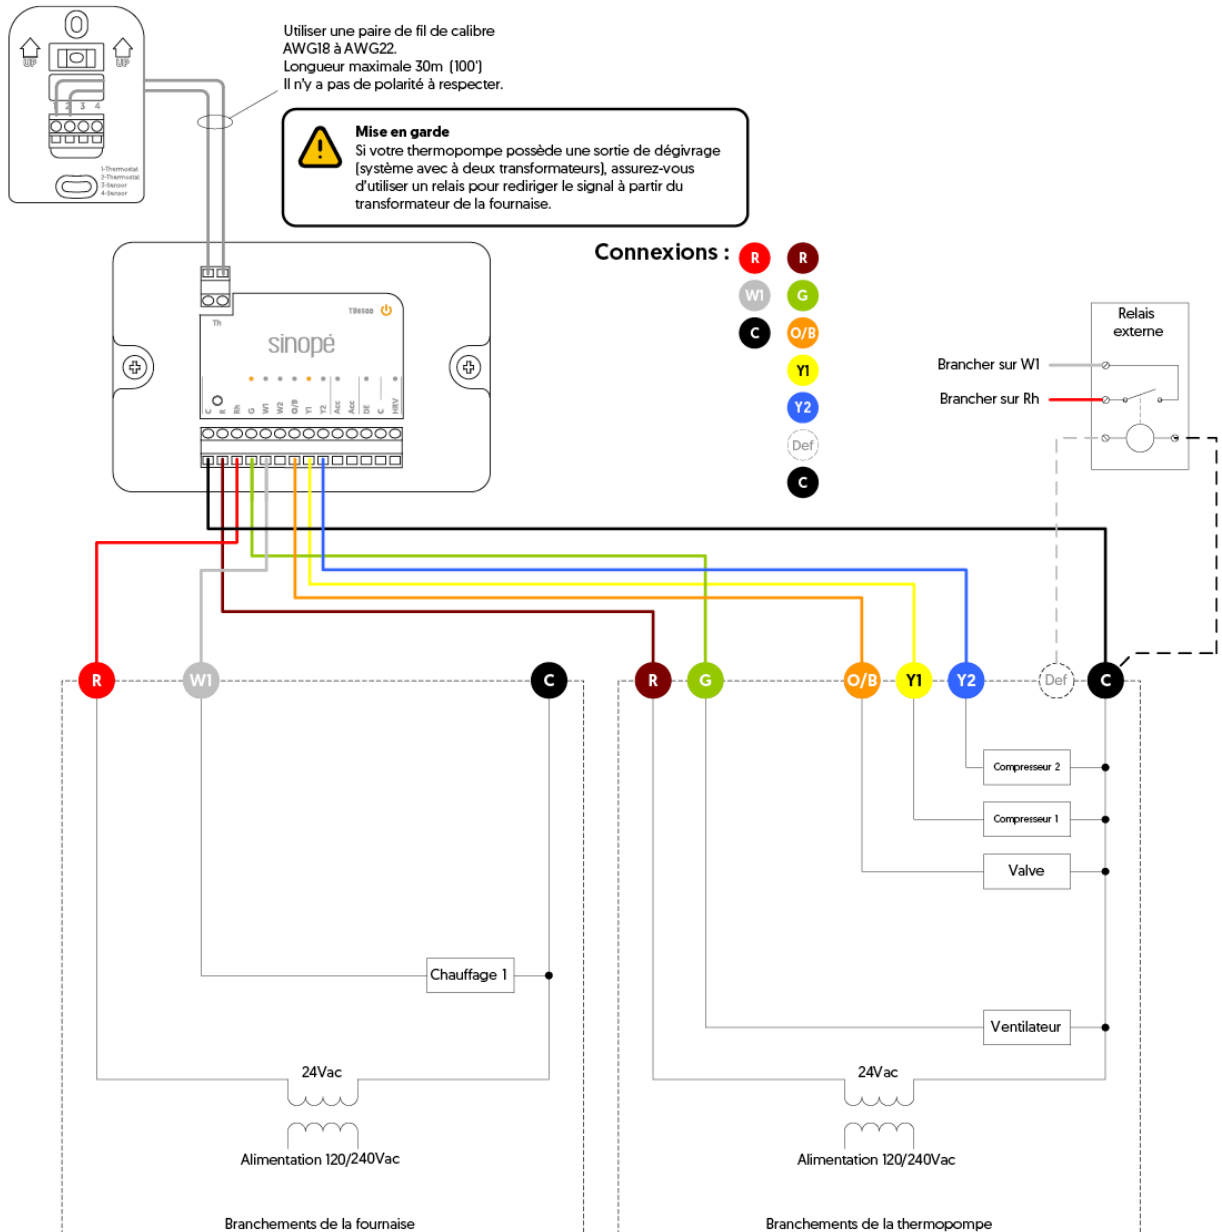 Utiliser une paire de fil de calibre
AWG18 à AWG22.
Longueur maximale 30m (100')
Il n'y a pas de polarité à respecter.
UP
UP
1 2 3 4
1-Thermostat
2-Thermostat
3-Sensor
4-Sensor
Mise en garde
Si votre thermopompe possède une sortie de dégivrage
(système avec à deux transformateurs), assurez-vous
d'utiliser un relais pour rediriger le signal à partir du
transformateur de la fournaise.
Connexions :
R R
W1 G
C O/B
Y1
Y2
Def
C
Th
sinopé
C R Rh G W1 W2 O/B Y1 Y2 Acc Acc DE C HRV
Relais
externe
Brancher sur W1
Brancher sur Rh
R W1 C R G O/B Y1 Y2 Def C
Compresseur 2
Compresseur 1
Valve
Chauffage 1
Ventilateur
24Vac
24Vac
Alimentation 120/240Vac
Alimentation 120/240Vac
Branchements de la fournaise
Branchements de la thermopompe